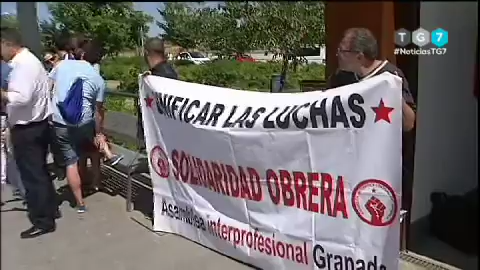 TG7
#NoticiasTG7
UNIFICAR LAS LUCHAS
SOLIDARIDAD OBRERA
Asamblea interprofesional Granada